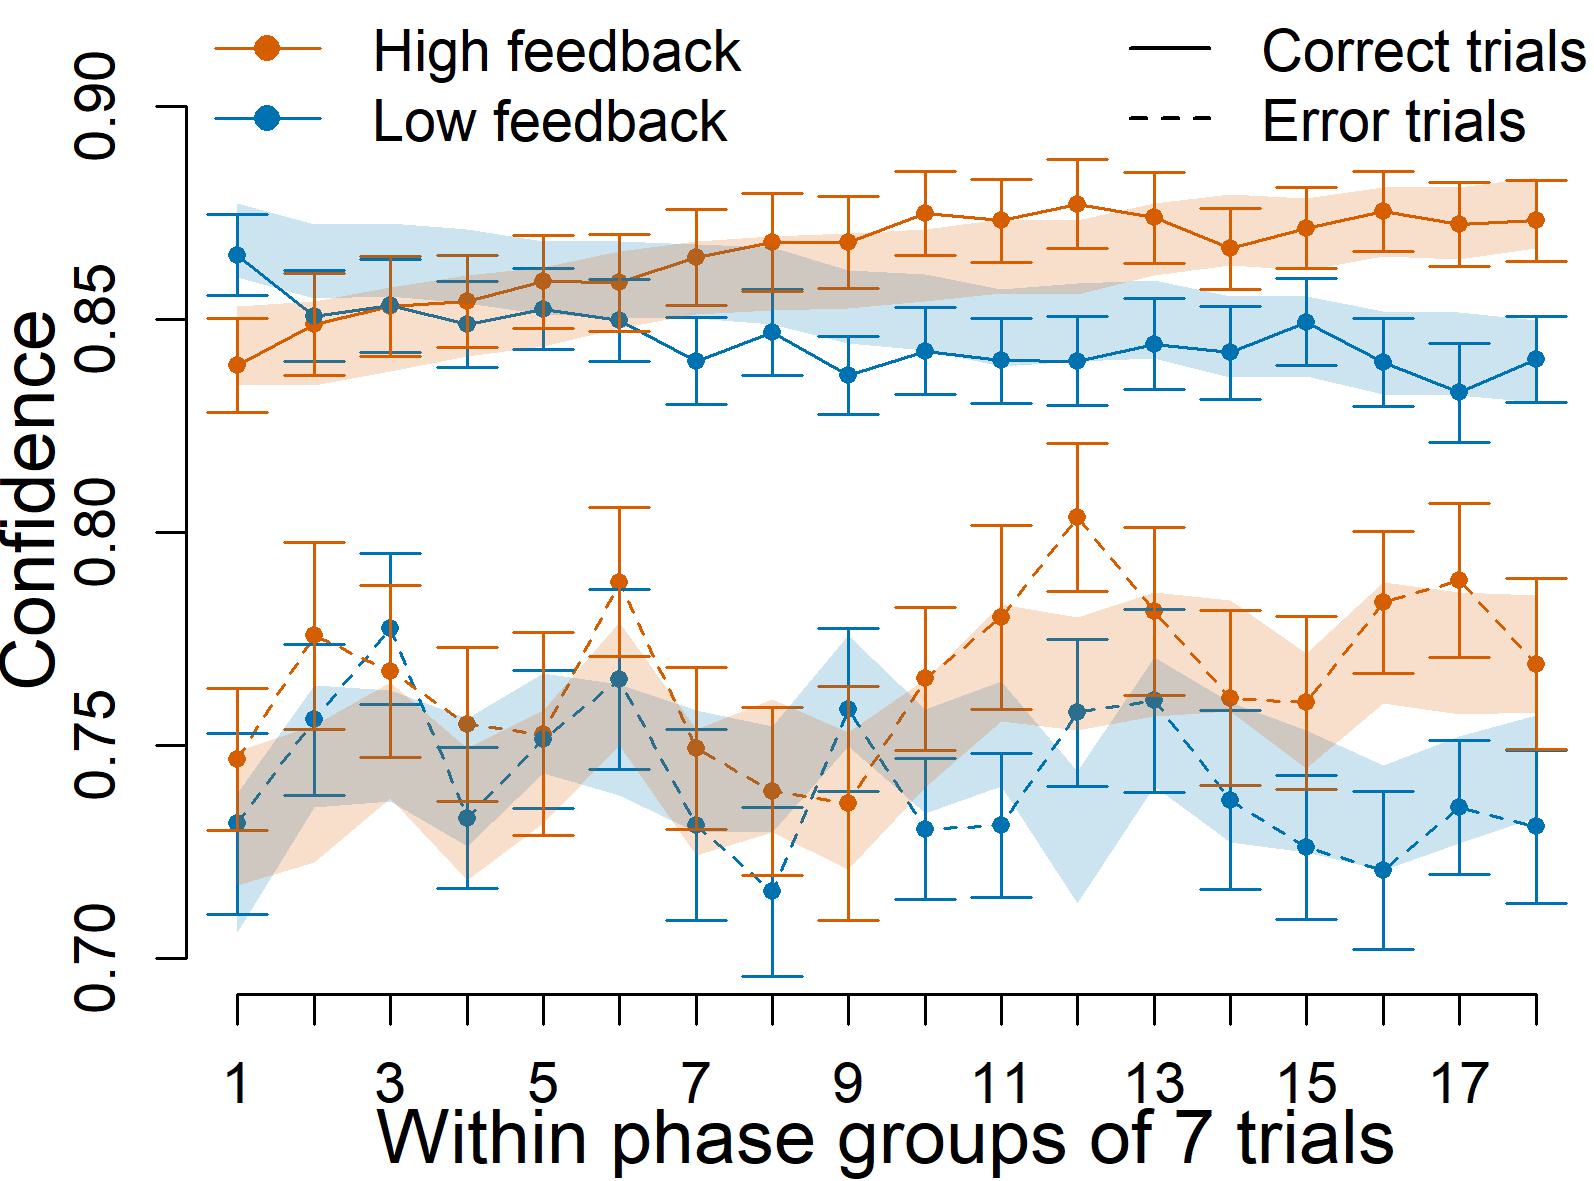 High feedback
Low feedback
Correct trials
Error trials
Confidence
0.90
0.85
0.80
0.75
0.70
1 3 5 7 9 11 13 15 17
Within phase groups of 7 trials